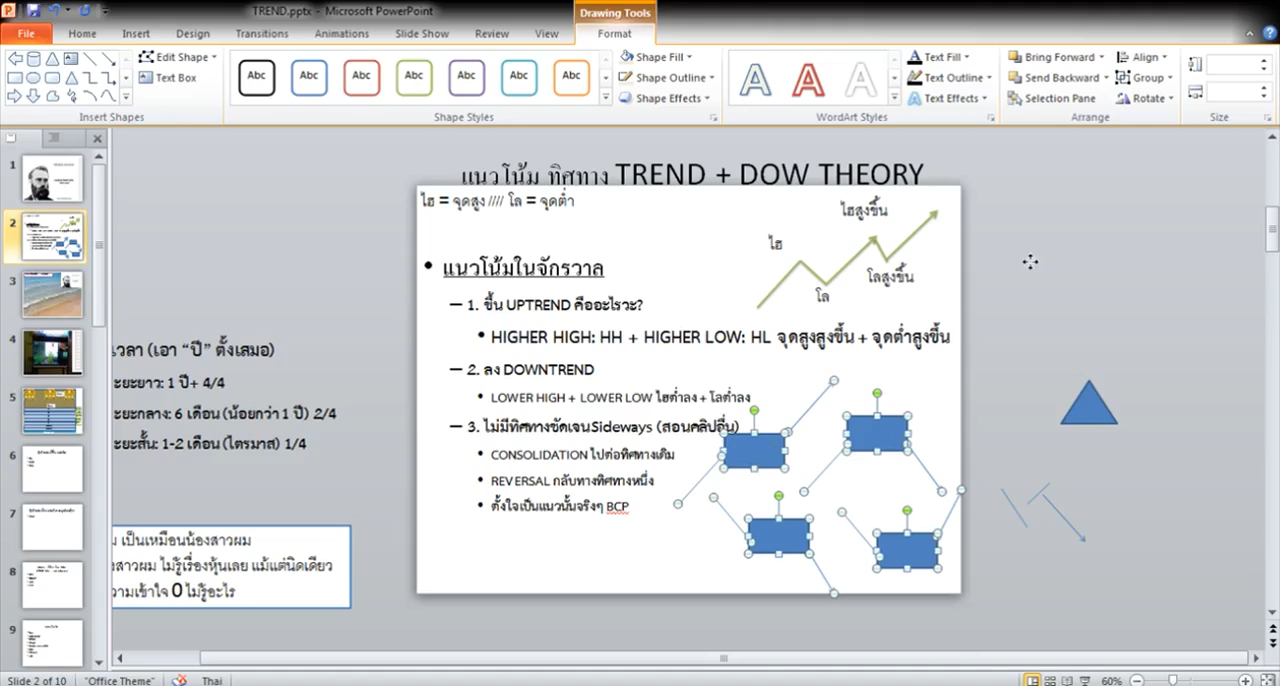 TREND.pptx - Microsoft PowerPoint
Drawing Tools
File Home Insert Design Transitions Animations Slide Show Review View Format
Edit Shape
Text Box
Insert Shapes
Abc Abc Abc Abc Abc Abc Abc
Shape Fill
Shape Outline
Shape Effects
Shape Styles
A A A
Text Fill
Text Outline
Text Effects
WordArt Styles
Bring Forward
Send Backward
Selection Pane
Align
Group
Rotate
Arrange
Size
1
2
3
4
5
6
7
8
9
แนวโน้ม ทิศทาง TREND + DOW THEORY
ไฮ = จุดสูง //// โล = จุดต่ำ
ไฮสูงขึ้น
ไฮ
โลสูงขึ้น
โล
• แนวโน้มในจักรวาล
– 1. ขึ้น UPTREND คืออะไรวะ?
• HIGHER HIGH: HH + HIGHER LOW: HL จุดสูงสูงขึ้น + จุดต่ำสูงขึ้น
– 2. ลง DOWNTREND
• LOWER HIGH + LOWER LOW ไฮต่ำลง + โลต่ำลง
– 3. ไม่มีทิศทางชัดเจน Sideways (สอนคลิปอื่น)
• CONSOLIDATION ไปต่อทิศทางเดิม
• REVERSAL กลับทางทิศทางหนึ่ง
• ตั้งใจเป็นแนวนั้นจริงๆ BCP
เวลา (เอา “ปี” ตั้งเสมอ)
ะยะยาว: 1 ปี+ 4/4
ะยะกลาง: 6 เดือน (น้อยกว่า 1 ปี) 2/4
ะยะสั้น: 1-2 เดือน (ไตรมาส) 1/4
ม เป็นเหมือนน้องสาวผม
งสาวผม ไม่รู้เรื่องหุ้นเลย แม้แต่นิดเดียว
วามเข้าใจ 0 ไม่รู้อะไร
Slide 2 of 10 "Office Theme" Thai 60%